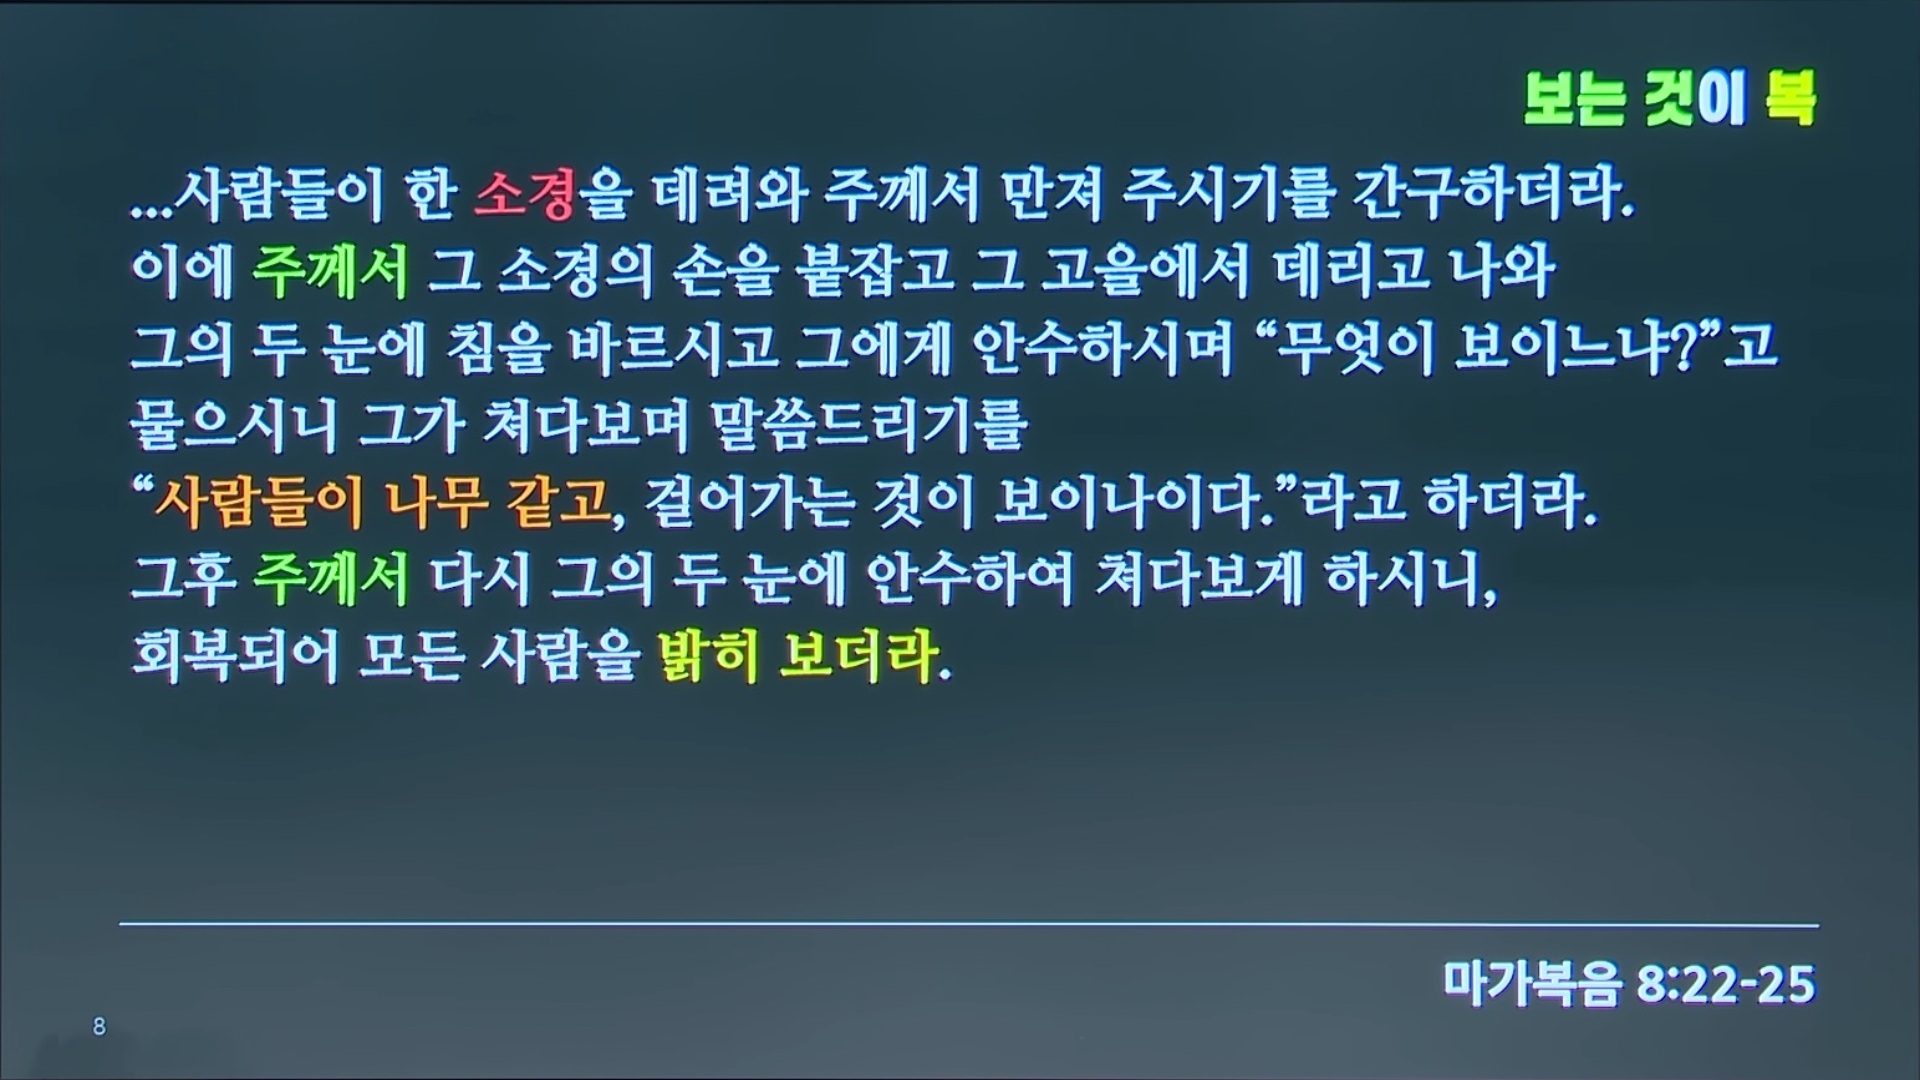 보는 것이 복
...사람들이 한 소경을 데려와 주께서 만져 주시기를 간구하더라.
이에 주께서 그 소경의 손을 붙잡고 그 고을에서 데리고 나와
그의 두 눈에 침을 바르시고 그에게 안수하시며 “무엇이 보이느냐?”고
물으시니 그가 쳐다보며 말씀드리기를
“사람들이 나무 같고, 걸어가는 것이 보이나이다.”라고 하더라.
그후 주께서 다시 그의 두 눈에 안수하여 쳐다보게 하시니,
회복되어 모든 사람을 밝히 보더라.
마가복음 8:22-25
8